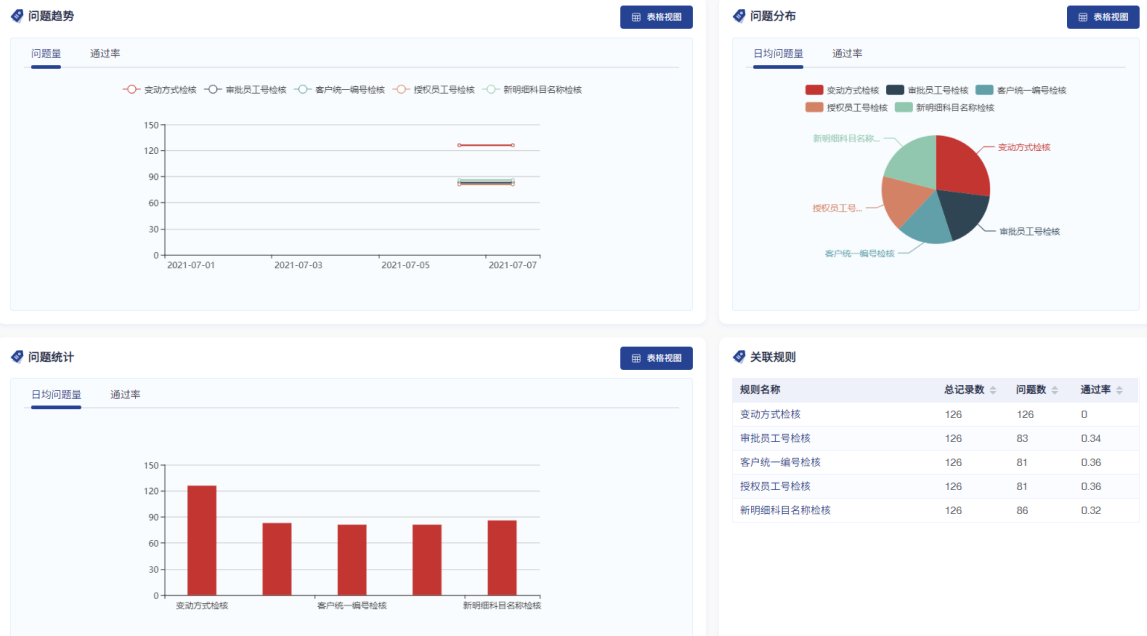 问题趋势
表格视图
问题量 通过率
变动方式检核 审批员工号检核 客户统一编号检核 授权员工号检核 新明细科目名称检核
150
120
90
60
30
0
2021-07-01 2021-07-03 2021-07-05 2021-07-07
问题分布
表格视图
日均问题量 通过率
变动方式检核 审批员工号检核 客户统一编号检核
授权员工号检核 新明细科目名称检核
新明细科目名称...
变动方式检核
授权员工号...
审批员工号检核
客户统一编号检核
问题统计
表格视图
日均问题量 通过率
150
120
90
60
30
0
变动方式检核 客户统一编号检核 新明细科目名称检核
关联规则
规则名称 总记录数 问题数 通过率
变动方式检核 126 126 0
审批员工号检核 126 83 0.34
客户统一编号检核 126 81 0.36
授权员工号检核 126 81 0.36
新明细科目名称检核 126 86 0.32